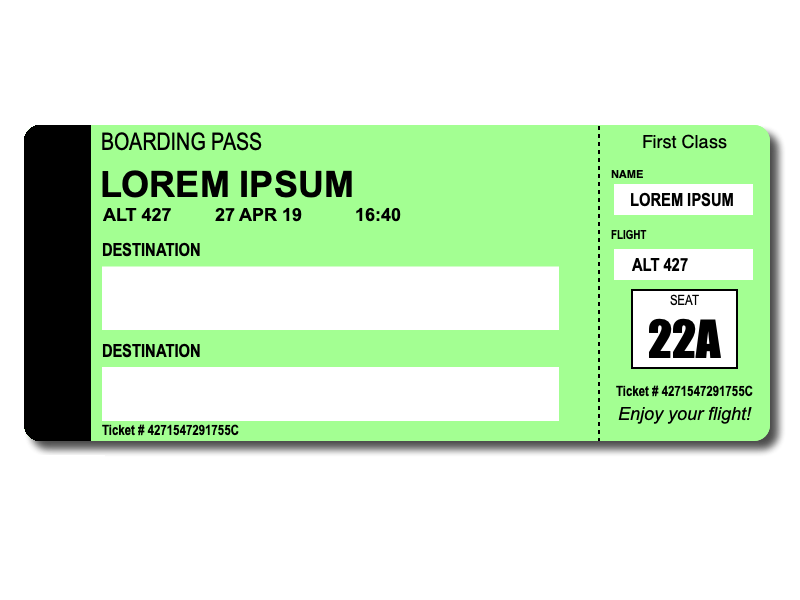 BOARDING PASS
LOREM IPSUM
ALT 427 27 APR 19 16:40
DESTINATION
DESTINATION
Ticket # 4271547291755C
First Class
NAME
LOREM IPSUM
FLIGHT
ALT 427
SEAT
22A
Ticket # 4271547291755C
Enjoy your flight!